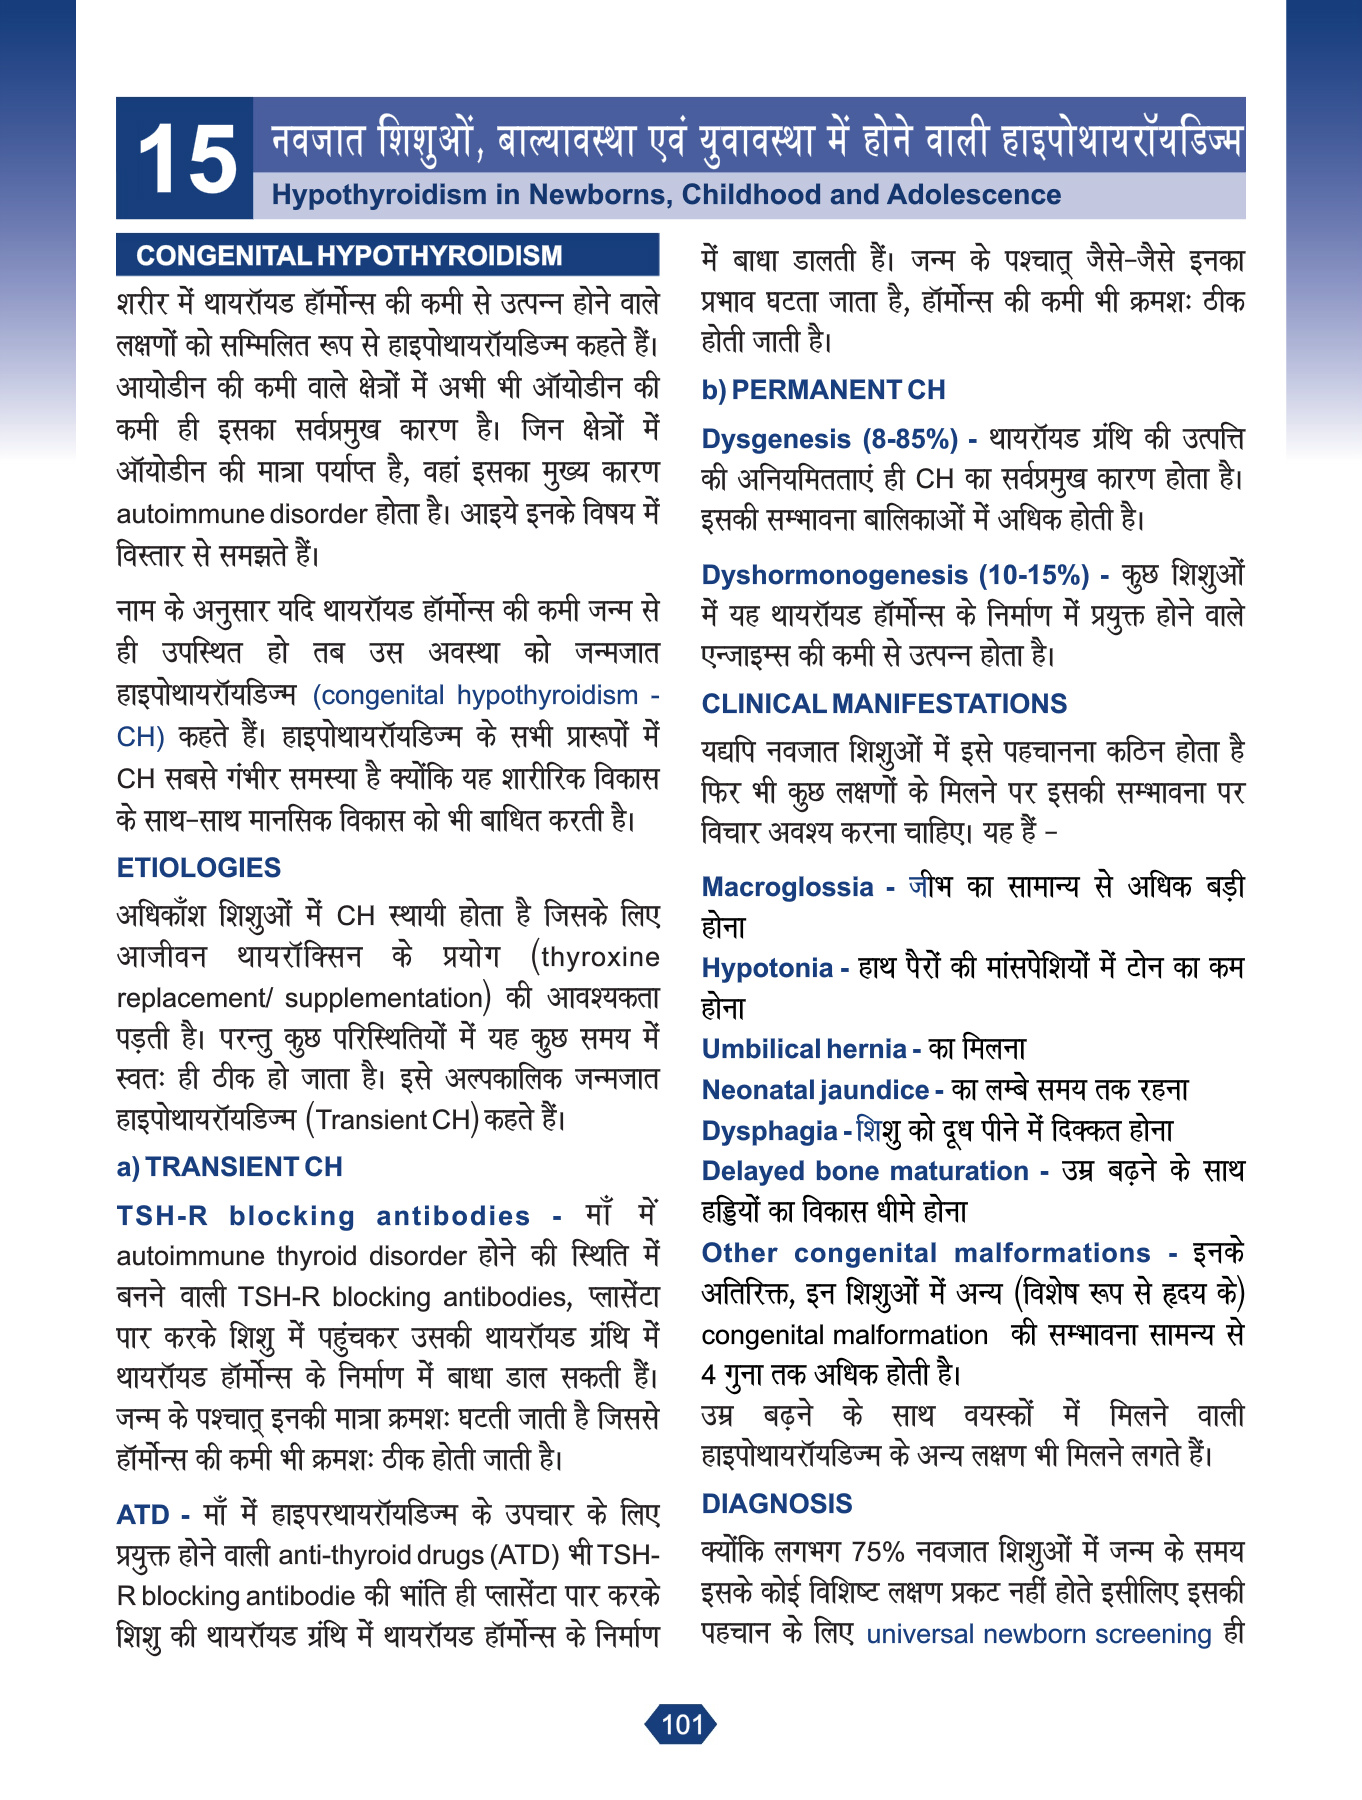 15
नवजात शिशुओं, बाल्यावस्था एवं युवावस्था में होने वाली हाइपोथायरॉयडिज्म
Hypothyroidism in Newborns, Childhood and Adolescence
CONGENITAL HYPOTHYROIDISM
शरीर में थायरॉयड हॉर्मोन्स की कमी से उत्पन्न होने वाले
लक्षणों को सम्मिलित रूप से हाइपोथायरॉयडिज्म कहते हैं।
आयोडीन की कमी वाले क्षेत्रों में अभी भी ऑयोडीन की
कमी ही इसका सर्वप्रमुख कारण है। जिन क्षेत्रों में
ऑयोडीन की मात्रा पर्याप्त है, वहां इसका मुख्य कारण
autoimmune disorder होता है। आइये इनके विषय में
विस्तार से समझते हैं।
नाम के अनुसार यदि थायरॉयड हॉर्मोन्स की कमी जन्म से
ही उपस्थित हो तब उस अवस्था को जन्मजात
हाइपोथायरॉयडिज्म (congenital hypothyroidism -
CH) कहते हैं। हाइपोथायरॉयडिज्म के सभी प्रारूपों में
CH सबसे गंभीर समस्या है क्योंकि यह शारीरिक विकास
के साथ-साथ मानसिक विकास को भी बाधित करती है।
ETIOLOGIES
अधिकाँश शिशुओं में CH स्थायी होता है जिसके लिए
आजीवन थायरॉक्सिन के प्रयोग (thyroxine
replacement/ supplementation) की आवश्यकता
पड़ती है। परन्तु कुछ परिस्थितियों में यह कुछ समय में
स्वतः ही ठीक हो जाता है। इसे अल्पकालिक जन्मजात
हाइपोथायरॉयडिज्म (Transient CH) कहते हैं।
a) TRANSIENT CH
TSH-R blocking antibodies - माँ में
autoimmune thyroid disorder होने की स्थिति में
बनने वाली TSH-R blocking antibodies, प्लासेंटा
पार करके शिशु में पहुंचकर उसकी थायरॉयड ग्रंथि में
थायरॉयड हॉर्मोन्स के निर्माण में बाधा डाल सकती हैं।
जन्म के पश्चात् इनकी मात्रा क्रमशः घटती जाती है जिससे
हॉर्मोन्स की कमी भी क्रमशः ठीक होती जाती है।
ATD - माँ में हाइपरथायरॉयडिज्म के उपचार के लिए
प्रयुक्त होने वाली anti-thyroid drugs (ATD) भी TSH-
R blocking antibodie की भांति ही प्लासेंटा पार करके
शिशु की थायरॉयड ग्रंथि में थायरॉयड हॉर्मोन्स के निर्माण
में बाधा डालती हैं। जन्म के पश्चात् जैसे-जैसे इनका
प्रभाव घटता जाता है, हॉर्मोन्स की कमी भी क्रमशः ठीक
होती जाती है।
b) PERMANENT CH
Dysgenesis (8-85%) - थायरॉयड ग्रंथि की उत्पत्ति
की अनियमितताएं ही CH का सर्वप्रमुख कारण होता है।
इसकी सम्भावना बालिकाओं में अधिक होती है।
Dyshormonogenesis (10-15%) - कुछ शिशुओं
में यह थायरॉयड हॉर्मोन्स के निर्माण में प्रयुक्त होने वाले
एन्जाइम्स की कमी से उत्पन्न होता है।
CLINICAL MANIFESTATIONS
यद्यपि नवजात शिशुओं में इसे पहचानना कठिन होता है
फिर भी कुछ लक्षणों के मिलने पर इसकी सम्भावना पर
विचार अवश्य करना चाहिए। यह हैं -
Macroglossia - जीभ का सामान्य से अधिक बड़ी
होना
Hypotonia - हाथ पैरों की मांसपेशियों में टोन का कम
होना
Umbilical hernia - का मिलना
Neonatal jaundice - का लम्बे समय तक रहना
Dysphagia - शिशु को दूध पीने में दिक्कत होना
Delayed bone maturation - उम्र बढ़ने के साथ
हड्डियों का विकास धीमे होना
Other congenital malformations - इनके
अतिरिक्त, इन शिशुओं में अन्य (विशेष रूप से हृदय के)
congenital malformation की सम्भावना सामन्य से
4 गुना तक अधिक होती है।
उम्र बढ़ने के साथ वयस्कों में मिलने वाली
हाइपोथायरॉयडिज्म के अन्य लक्षण भी मिलने लगते हैं।
DIAGNOSIS
क्योंकि लगभग 75% नवजात शिशुओं में जन्म के समय
इसके कोई विशिष्ट लक्षण प्रकट नहीं होते इसीलिए इसकी
पहचान के लिए universal newborn screening ही
101